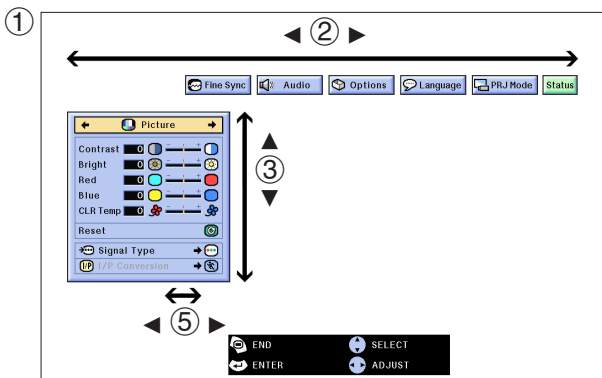 ①
◀ ② ▶
Fine Sync Audio Options Language PRJ Mode Status
Picture
Contrast 0
Bright 0
Red 0
Blue 0
CLR Temp 0
Reset
Signal Type
I/P I/P Conversion
▲
③
▼
◀ ⑤ ▶
END SELECT
ENTER ADJUST